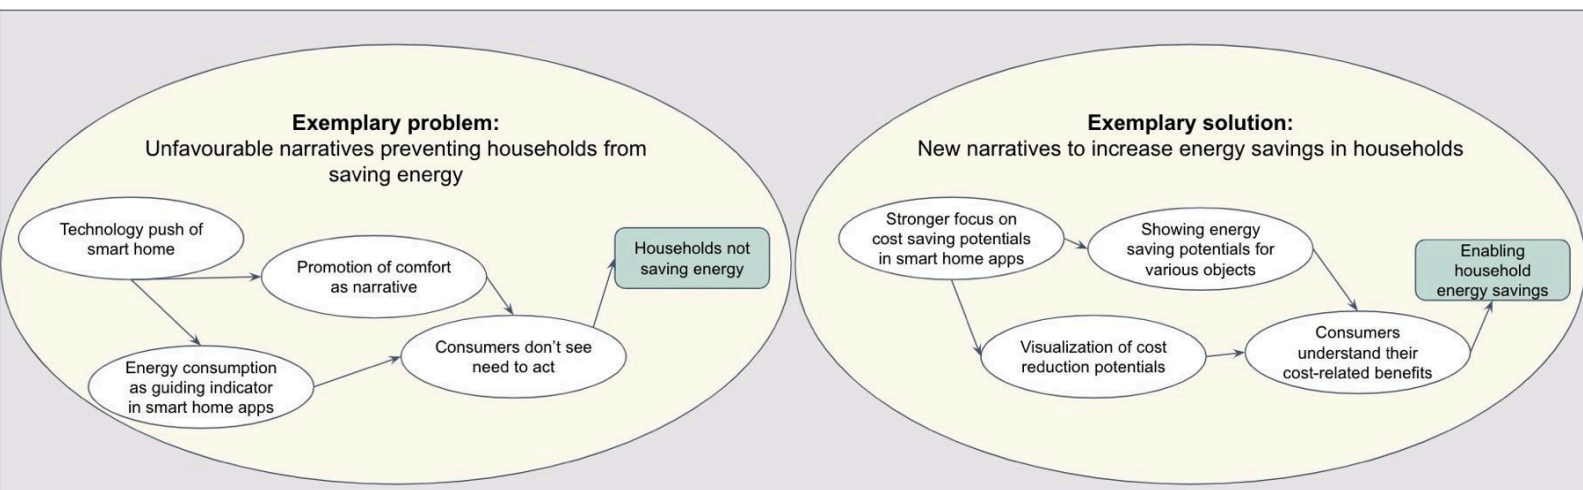 Exemplary problem:
Unfavourable narratives preventing households from
saving energy
Technology push of
smart home
Promotion of comfort
as narrative
Households not
saving energy
Energy consumption
as guiding indicator
in smart home apps
Consumers don’t see
need to act
Exemplary solution:
New narratives to increase energy savings in households
Stronger focus on
cost saving potentials
in smart home apps
Showing energy
saving potentials for
various objects
Enabling
household
energy savings
Visualization of cost
reduction potentials
Consumers
understand their
cost-related benefits